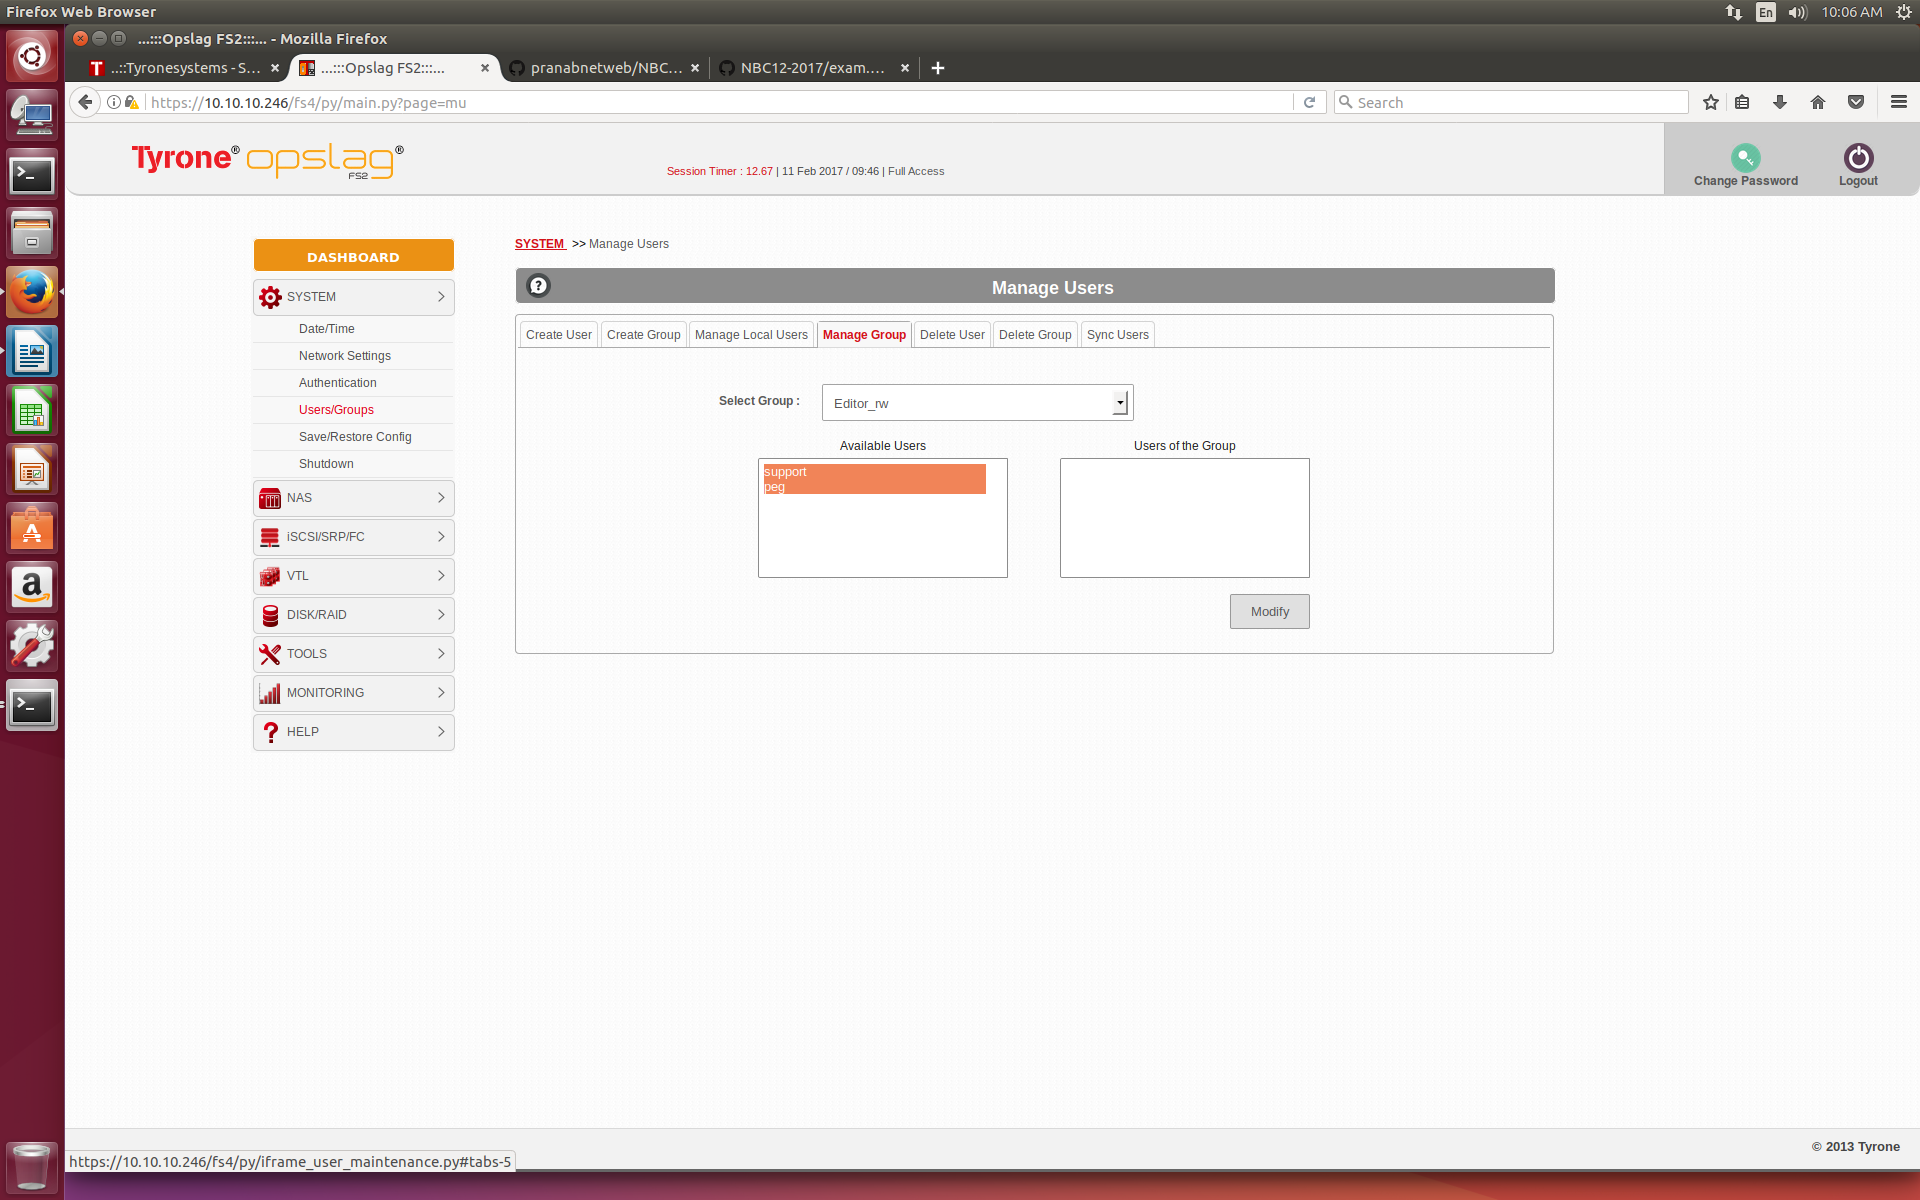 Firefox Web Browser
En
10:06 AM
...:::Opslag FS2:::... - Mozilla Firefox
..::Tyronesystems - S...
...:::Opslag FS2:::...
pranabnetweb/NBC...
NBC12-2017/exam....
https://10.10.10.246/fs4/py/main.py?page=mu
Search
Tyrone® opslag®
FS2
Session Timer : 12.67 | 11 Feb 2017 / 09:46 | Full Access
Change Password
Logout
DASHBOARD
SYSTEM
Date/Time
Network Settings
Authentication
Users/Groups
Save/Restore Config
Shutdown
NAS
iSCSI/SRP/FC
VTL
DISK/RAID
TOOLS
MONITORING
HELP
SYSTEM >> Manage Users
Manage Users
Create User
Create Group
Manage Local Users
Manage Group
Delete User
Delete Group
Sync Users
Select Group :
Editor_rw
Available Users
Users of the Group
support
peg
Modify
© 2013 Tyrone
https://10.10.10.246/fs4/py/iframe_user_maintenance.py#tabs-5